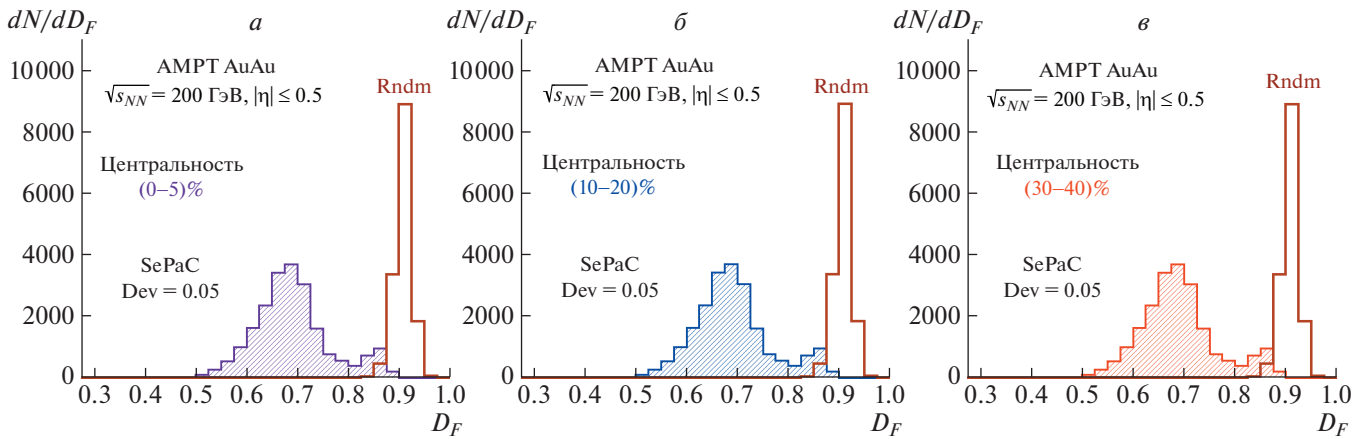 dN/dD_F
а
10000
8000
6000
4000
2000
0
АМРТ AuAu
√s_NN = 200 ГэВ, |η| ≤ 0.5
Rndm
Центральность
(0–5)%
SePaC
Dev = 0.05
0.3 0.4 0.5 0.6 0.7 0.8 0.9 1.0
D_F
dN/dD_F
б
10000
8000
6000
4000
2000
0
АМРТ AuAu
√s_NN = 200 ГэВ, |η| ≤ 0.5
Rndm
Центральность
(10–20)%
SePaC
Dev = 0.05
0.3 0.4 0.5 0.6 0.7 0.8 0.9 1.0
D_F
dN/dD_F
в
10000
8000
6000
4000
2000
0
АМРТ AuAu
√s_NN = 200 ГэВ, |η| ≤ 0.5
Rndm
Центральность
(30–40)%
SePaC
Dev = 0.05
0.3 0.4 0.5 0.6 0.7 0.8 0.9 1.0
D_F